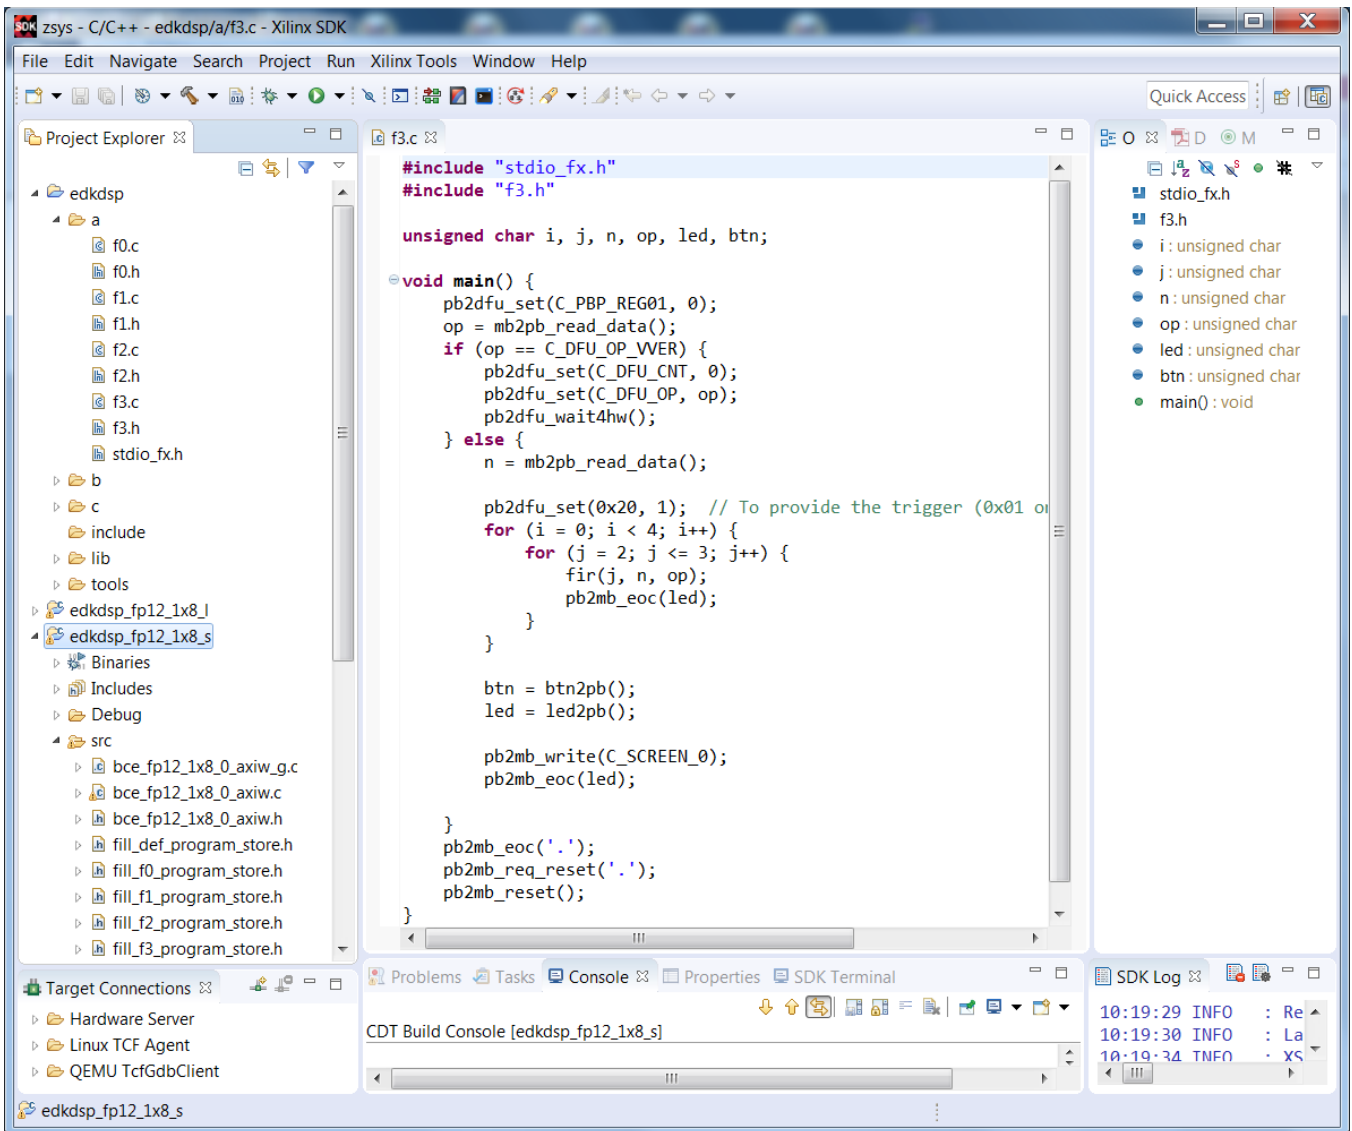 zsys - C/C++ - edkdsp/a/f3.c - Xilinx SDK
File Edit Navigate Search Project Run Xilinx Tools Window Help
Quick Access
Project Explorer
edkdsp
a
f0.c
f0.h
f1.c
f1.h
f2.c
f2.h
f3.c
f3.h
stdio_fx.h
b
c
include
lib
tools
edkdsp_fp12_1x8_l
edkdsp_fp12_1x8_s
Binaries
Includes
Debug
src
bce_fp12_1x8_0_axiw_g.c
bce_fp12_1x8_0_axiw.c
bce_fp12_1x8_0_axiw.h
fill_def_program_store.h
fill_f0_program_store.h
fill_f1_program_store.h
fill_f2_program_store.h
fill_f3_program_store.h
f3.c
#include "stdio_fx.h"
#include "f3.h"
unsigned char i, j, n, op, led, btn;
void main() {
pb2dfu_set(C_PBP_REG01, 0);
op = mb2pb_read_data();
if (op == C_DFU_OP_VVER) {
pb2dfu_set(C_DFU_CNT, 0);
pb2dfu_set(C_DFU_OP, op);
pb2dfu_wait4hw();
} else {
n = mb2pb_read_data();
pb2dfu_set(0x20, 1); // To provide the trigger (0x01 o
for (i = 0; i < 4; i++) {
for (j = 2; j <= 3; j++) {
fir(j, n, op);
pb2mb_eoc(led);
}
}
btn = btn2pb();
led = led2pb();
pb2mb_write(C_SCREEN_0);
pb2mb_eoc(led);
}
pb2mb_eoc('.');
pb2mb_req_reset('.');
pb2mb_reset();
}
O D M
stdio_fx.h
f3.h
i : unsigned char
j : unsigned char
n : unsigned char
op : unsigned char
led : unsigned char
btn : unsigned char
main() : void
Target Connections
Hardware Server
Linux TCF Agent
QEMU TcfGdbClient
Problems Tasks Console Properties SDK Terminal
CDT Build Console [edkdsp_fp12_1x8_s]
SDK Log
10:19:29 INFO : Re
10:19:30 INFO : La
10:19:34 INFO : XS
edkdsp_fp12_1x8_s